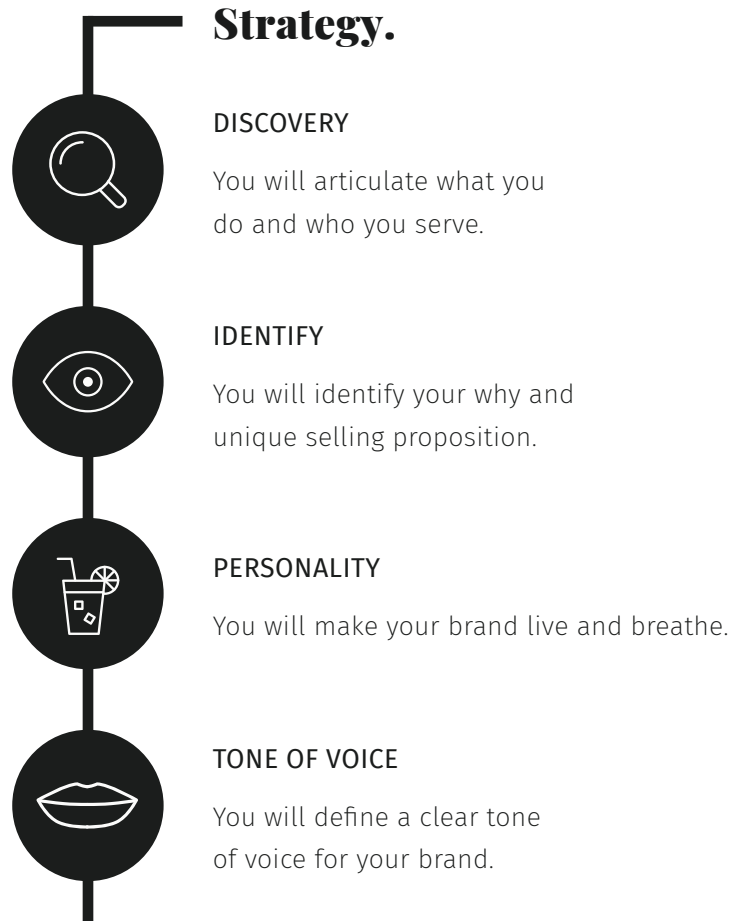 Strategy.
DISCOVERY
You will articulate what you
do and who you serve.
IDENTIFY
You will identify your why and
unique selling proposition.
PERSONALITY
You will make your brand live and breathe.
TONE OF VOICE
You will define a clear tone
of voice for your brand.